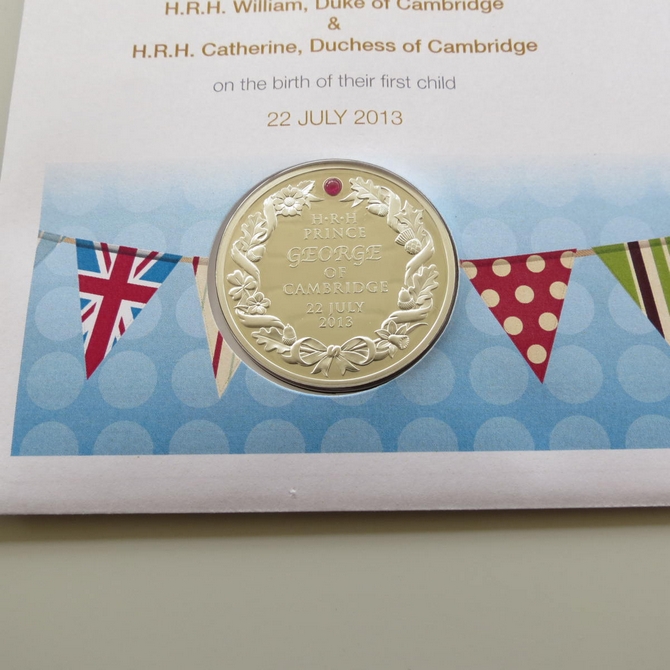 H.R.H. William, Duke of Cambridge
&
H.R.H. Catherine, Duchess of Cambridge
on the birth of their first child
22 JULY 2013
H·R·H
PRINCE
GEORGE
OF
CAMBRIDGE
22 JULY
2013